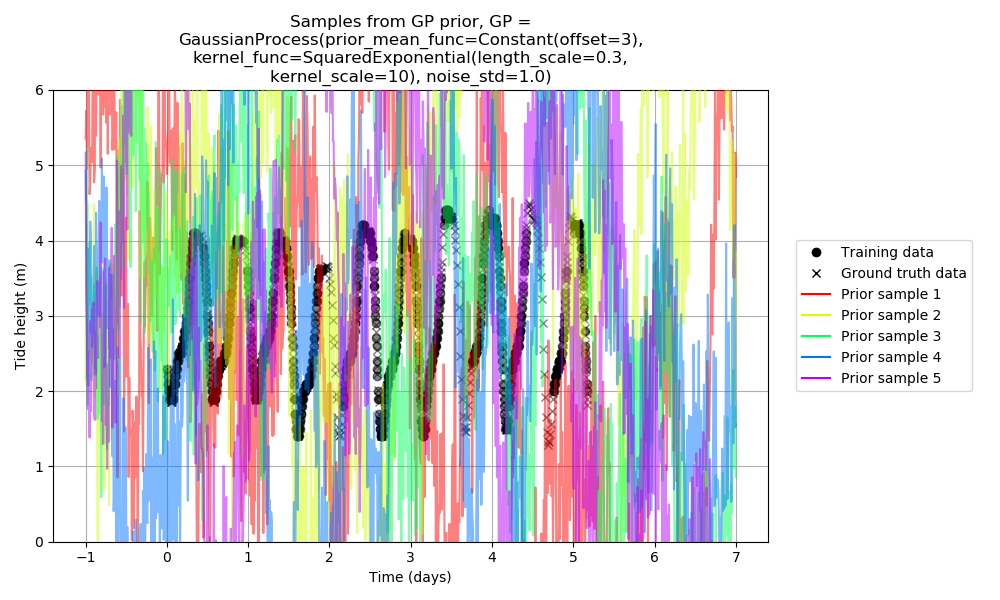 Samples from GP prior, GP =
GaussianProcess(prior_mean_func=Constant(offset=3),
kernel_func=SquaredExponential(length_scale=0.3,
kernel_scale=10), noise_std=1.0)
6
5
4
3
2
1
0
Tide height (m)
−1 0 1 2 3 4 5 6 7
Time (days)
Training data
Ground truth data
Prior sample 1
Prior sample 2
Prior sample 3
Prior sample 4
Prior sample 5